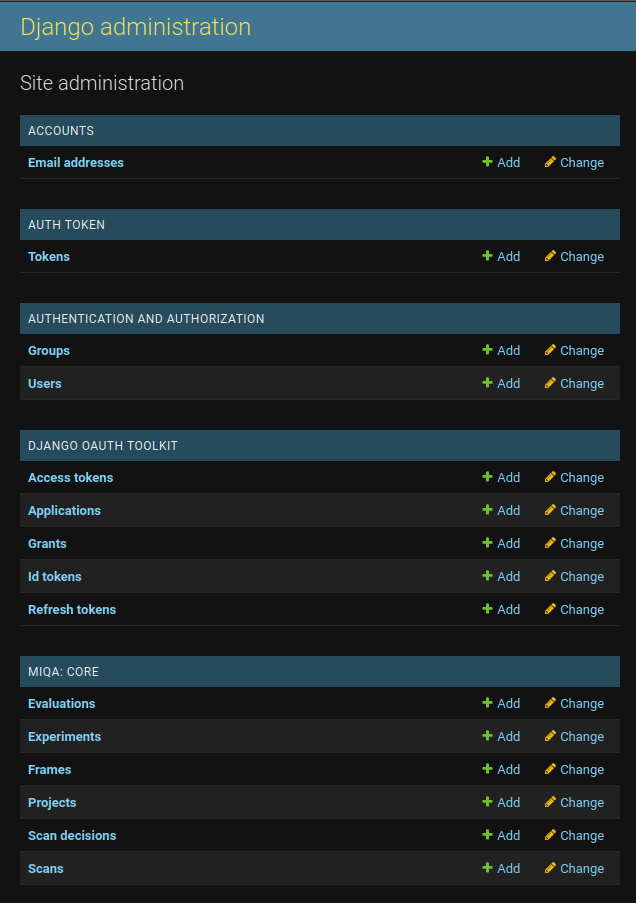 Django administration
Site administration
ACCOUNTS
Email addresses Add Change
AUTH TOKEN
Tokens Add Change
AUTHENTICATION AND AUTHORIZATION
Groups Add Change
Users Add Change
DJANGO OAUTH TOOLKIT
Access tokens Add Change
Applications Add Change
Grants Add Change
Id tokens Add Change
Refresh tokens Add Change
MIQA: CORE
Evaluations Add Change
Experiments Add Change
Frames Add Change
Projects Add Change
Scan decisions Add Change
Scans Add Change